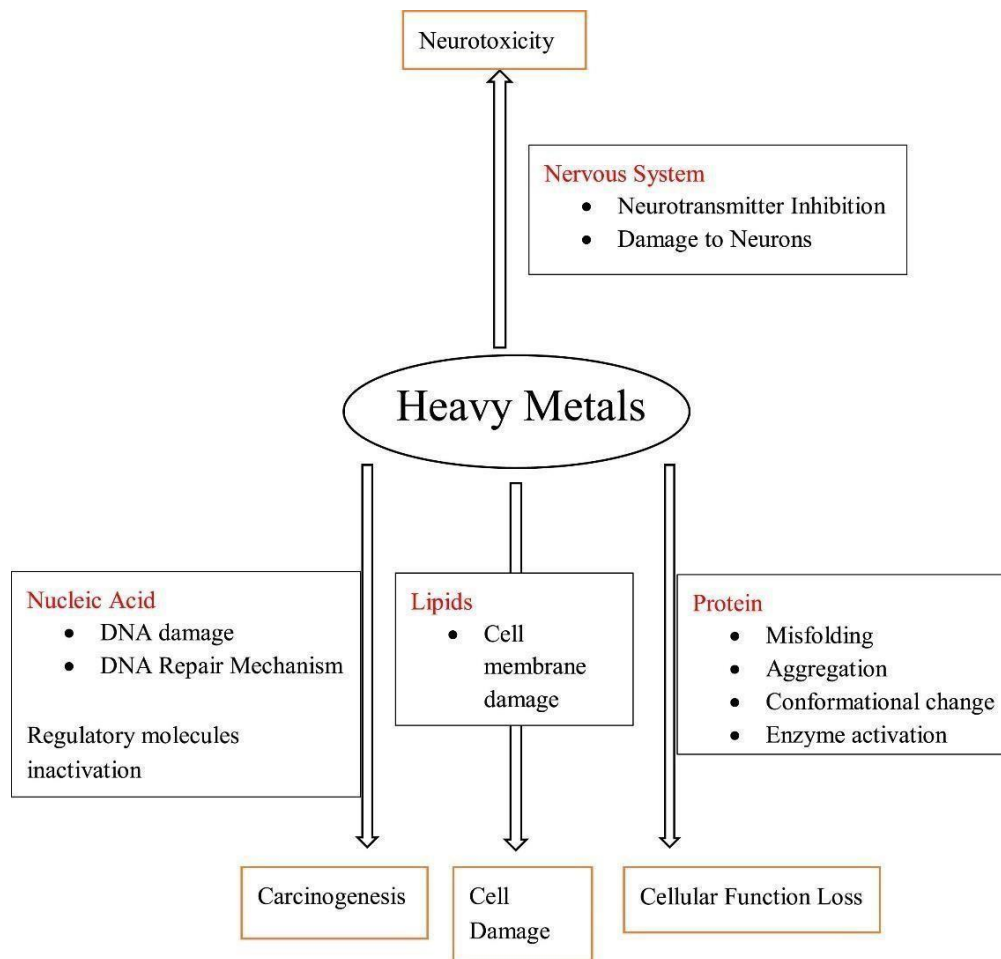 Neurotoxicity
Nervous System
• Neurotransmitter Inhibition
• Damage to Neurons
Heavy Metals
Nucleic Acid
• DNA damage
• DNA Repair Mechanism
Regulatory molecules
inactivation
Lipids
• Cell
membrane
damage
Protein
• Misfolding
• Aggregation
• Conformational change
• Enzyme activation
Carcinogenesis
Cell
Damage
Cellular Function Loss